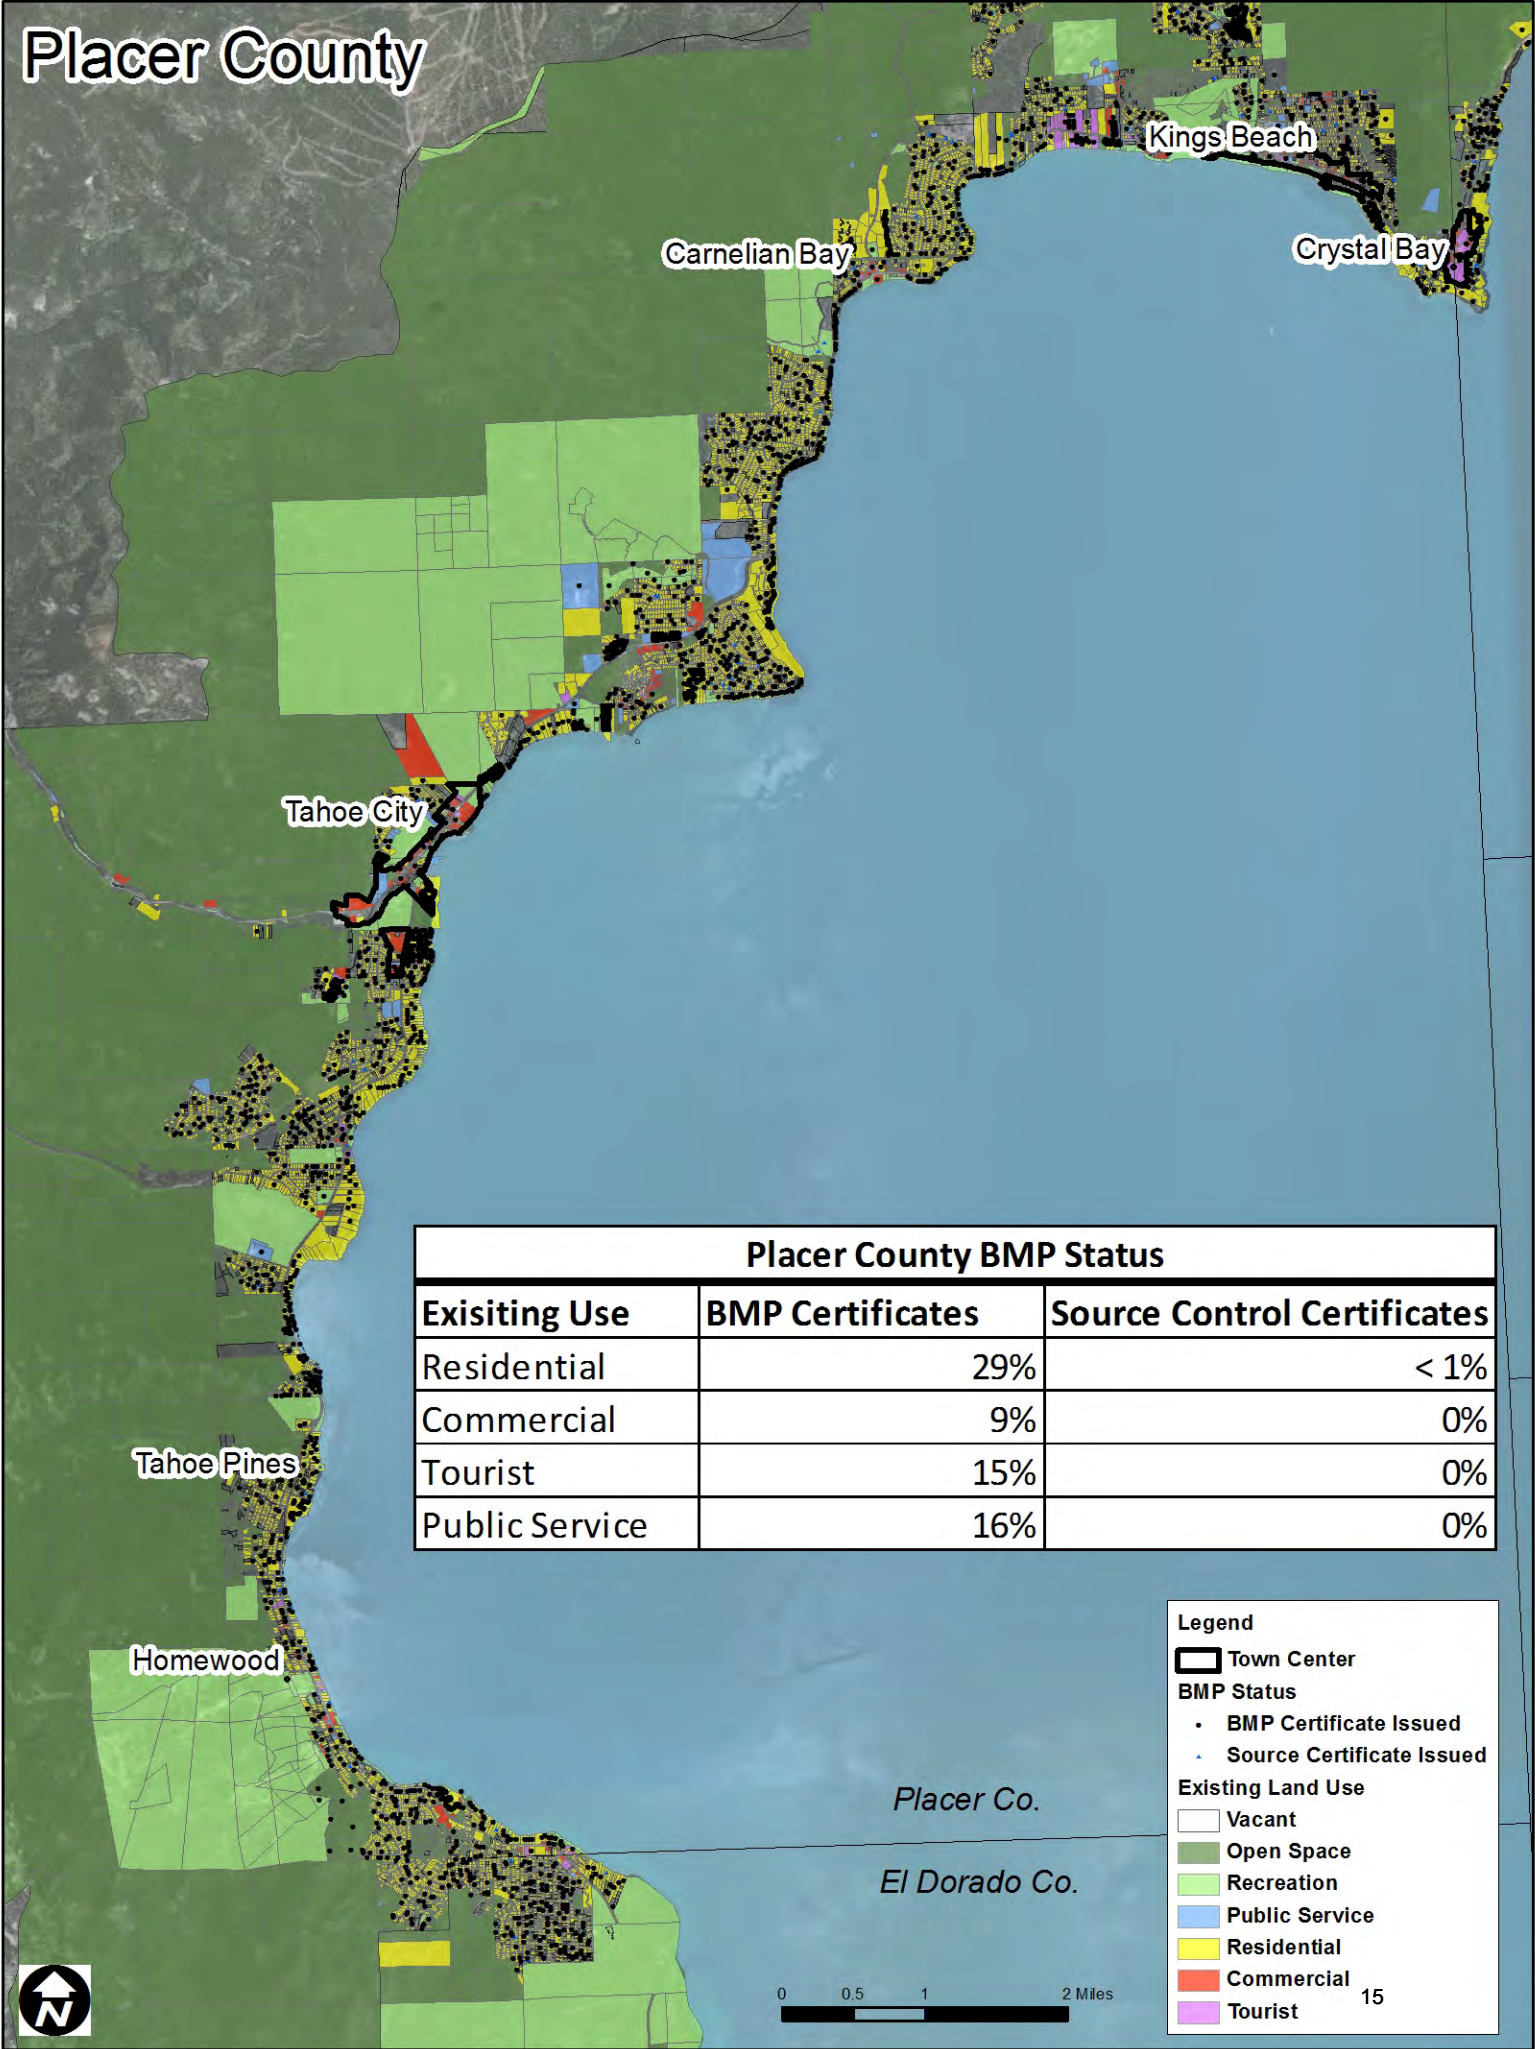 Placer County
Kings Beach
Carnelian Bay
Crystal Bay
Tahoe City
Placer County BMP Status
Exisiting Use BMP Certificates Source Control Certificates
Residential 29% < 1%
Commercial 9% 0%
Tourist 15% 0%
Public Service 16% 0%
Tahoe Pines
Homewood
Placer Co.
El Dorado Co.
Legend
Town Center
BMP Status
BMP Certificate Issued
Source Certificate Issued
Existing Land Use
Vacant
Open Space
Recreation
Public Service
Residential
Commercial
Tourist
15
N
0 0.5 1 2 Miles